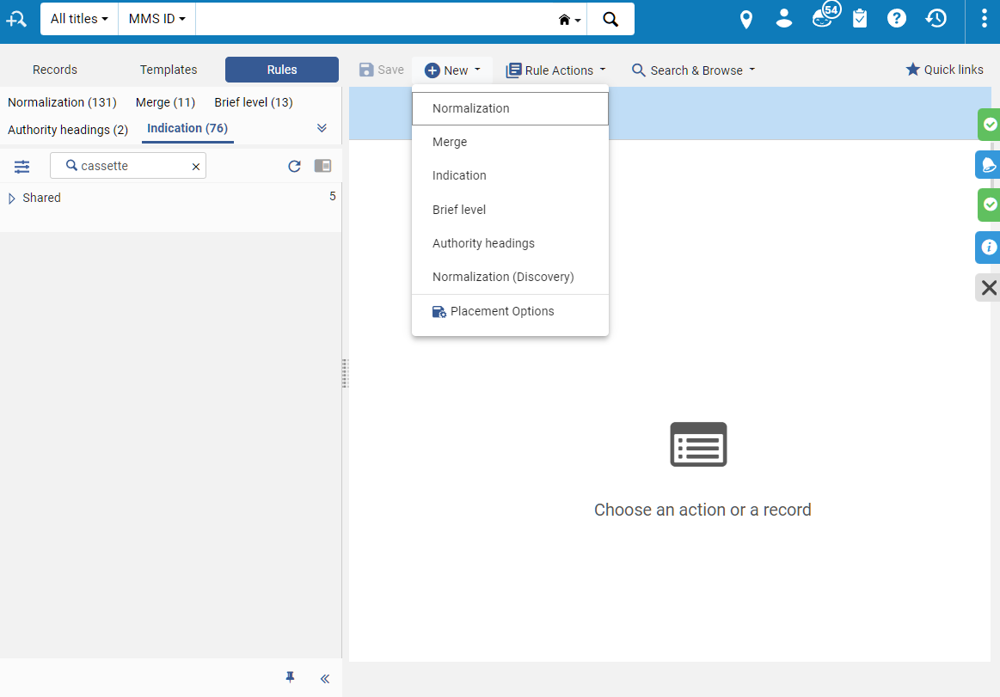 All titles MMS ID 54
Records Templates Rules Save New Rule Actions Search & Browse Quick links
Normalization (131) Merge (11) Brief level (13)
Authority headings (2) Indication (76)
cassette
Shared 5
Normalization
Merge
Indication
Brief level
Authority headings
Normalization (Discovery)
Placement Options
Choose an action or a record